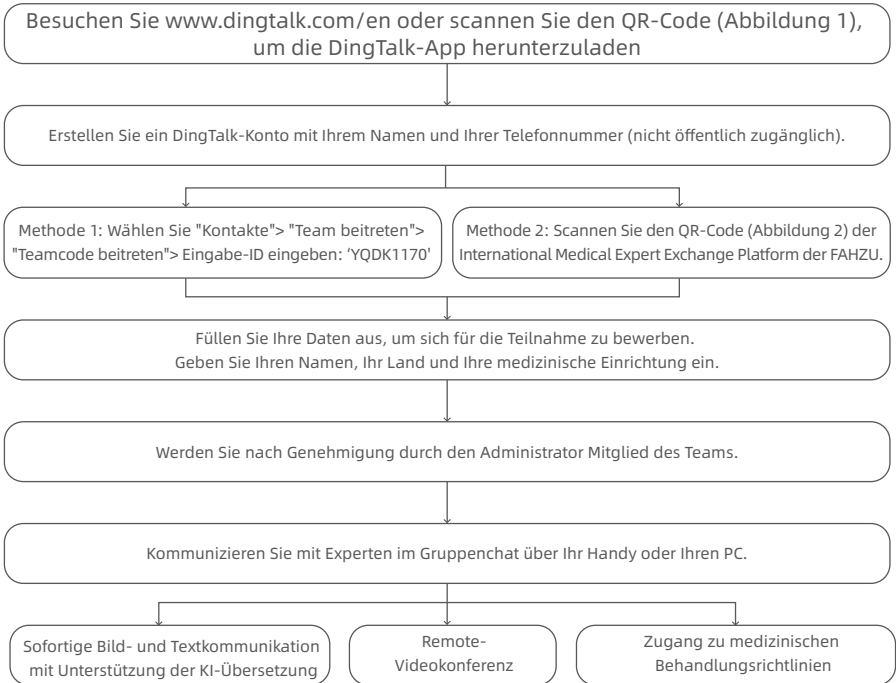 Besuchen Sie www.dingtalk.com/en oder scannen Sie den QR-Code (Abbildung 1),
um die DingTalk-App herunterzuladen
Erstellen Sie ein DingTalk-Konto mit Ihrem Namen und Ihrer Telefonnummer (nicht öffentlich zugänglich).
Methode 1: Wählen Sie "Kontakte"> "Team beitreten">
"Teamcode beitreten"> Eingabe-ID eingeben: ‘YQDK1170'
Methode 2: Scannen Sie den QR-Code (Abbildung 2) der
International Medical Expert Exchange Platform der FAHZU.
Füllen Sie Ihre Daten aus, um sich für die Teilnahme zu bewerben.
Geben Sie Ihren Namen, Ihr Land und Ihre medizinische Einrichtung ein.
Werden Sie nach Genehmigung durch den Administrator Mitglied des Teams.
Kommunizieren Sie mit Experten im Gruppenchat über Ihr Handy oder Ihren PC.
Sofortige Bild- und Textkommunikation
mit Unterstützung der KI-Übersetzung
Remote-
Videokonferenz
Zugang zu medizinischen
Behandlungsrichtlinien